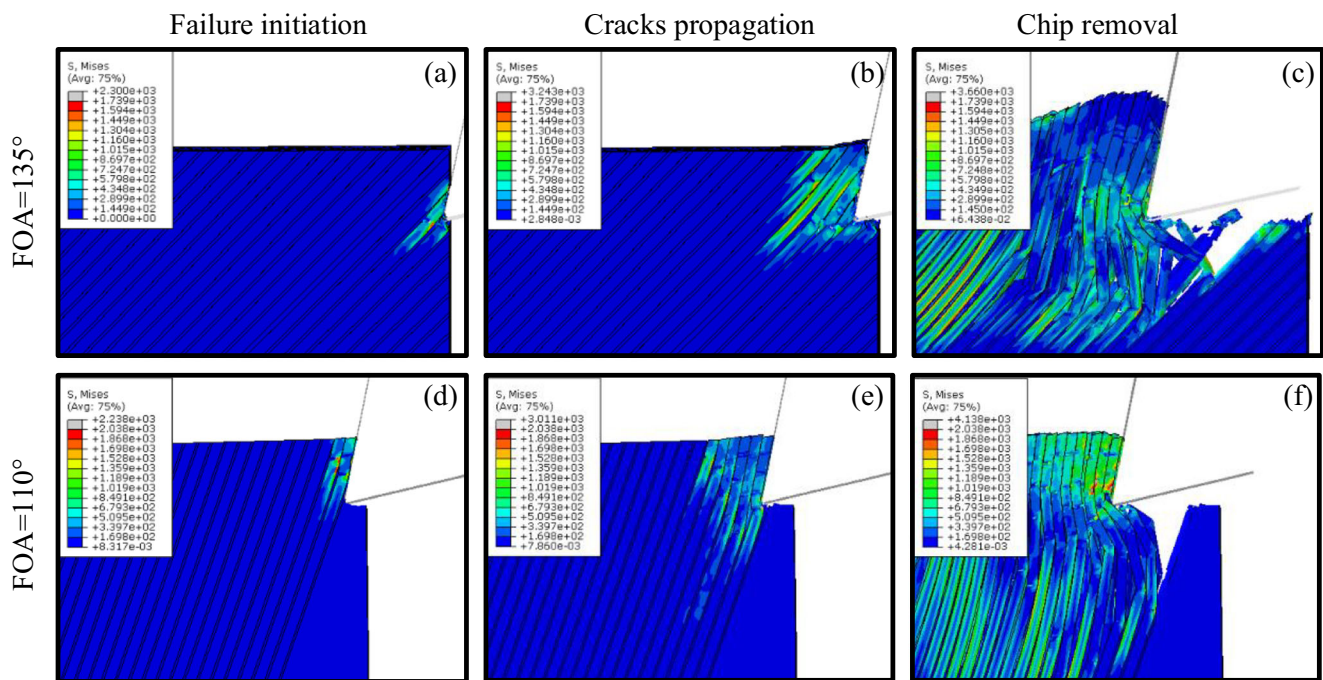 Failure initiation
Cracks propagation
Chip removal
FOA=135°
(a)
S, Mises
(Avg: 75%)
+2.300e+03
+1.739e+03
+1.594e+03
+1.449e+03
+1.304e+03
+1.160e+03
+1.015e+03
+8.697e+02
+7.247e+02
+5.798e+02
+4.348e+02
+2.899e+02
+1.449e+02
+0.000e+00
(b)
S, Mises
(Avg: 75%)
+3.243e+03
+1.739e+03
+1.594e+03
+1.449e+03
+1.304e+03
+1.160e+03
+1.015e+03
+8.697e+02
+7.247e+02
+5.798e+02
+4.348e+02
+2.899e+02
+1.449e+02
+2.848e-03
(c)
S, Mises
(Avg: 75%)
+3.660e+03
+1.739e+03
+1.594e+03
+1.449e+03
+1.305e+03
+1.160e+03
+1.015e+03
+8.697e+02
+7.248e+02
+5.798e+02
+4.349e+02
+2.899e+02
+1.450e+02
+6.438e-02
FOA=110°
(d)
S, Mises
(Avg: 75%)
+2.238e+03
+2.038e+03
+1.868e+03
+1.698e+03
+1.528e+03
+1.359e+03
+1.189e+03
+1.019e+03
+8.491e+02
+6.793e+02
+5.095e+02
+3.397e+02
+1.698e+02
+8.317e-03
(e)
S, Mises
(Avg: 75%)
+3.011e+03
+2.038e+03
+1.868e+03
+1.698e+03
+1.528e+03
+1.359e+03
+1.189e+03
+1.019e+03
+8.491e+02
+6.793e+02
+5.095e+02
+3.397e+02
+1.698e+02
+7.860e-03
(f)
S, Mises
(Avg: 75%)
+4.138e+03
+2.038e+03
+1.868e+03
+1.698e+03
+1.528e+03
+1.359e+03
+1.189e+03
+1.019e+03
+8.491e+02
+6.793e+02
+5.095e+02
+3.397e+02
+1.698e+02
+4.281e-03